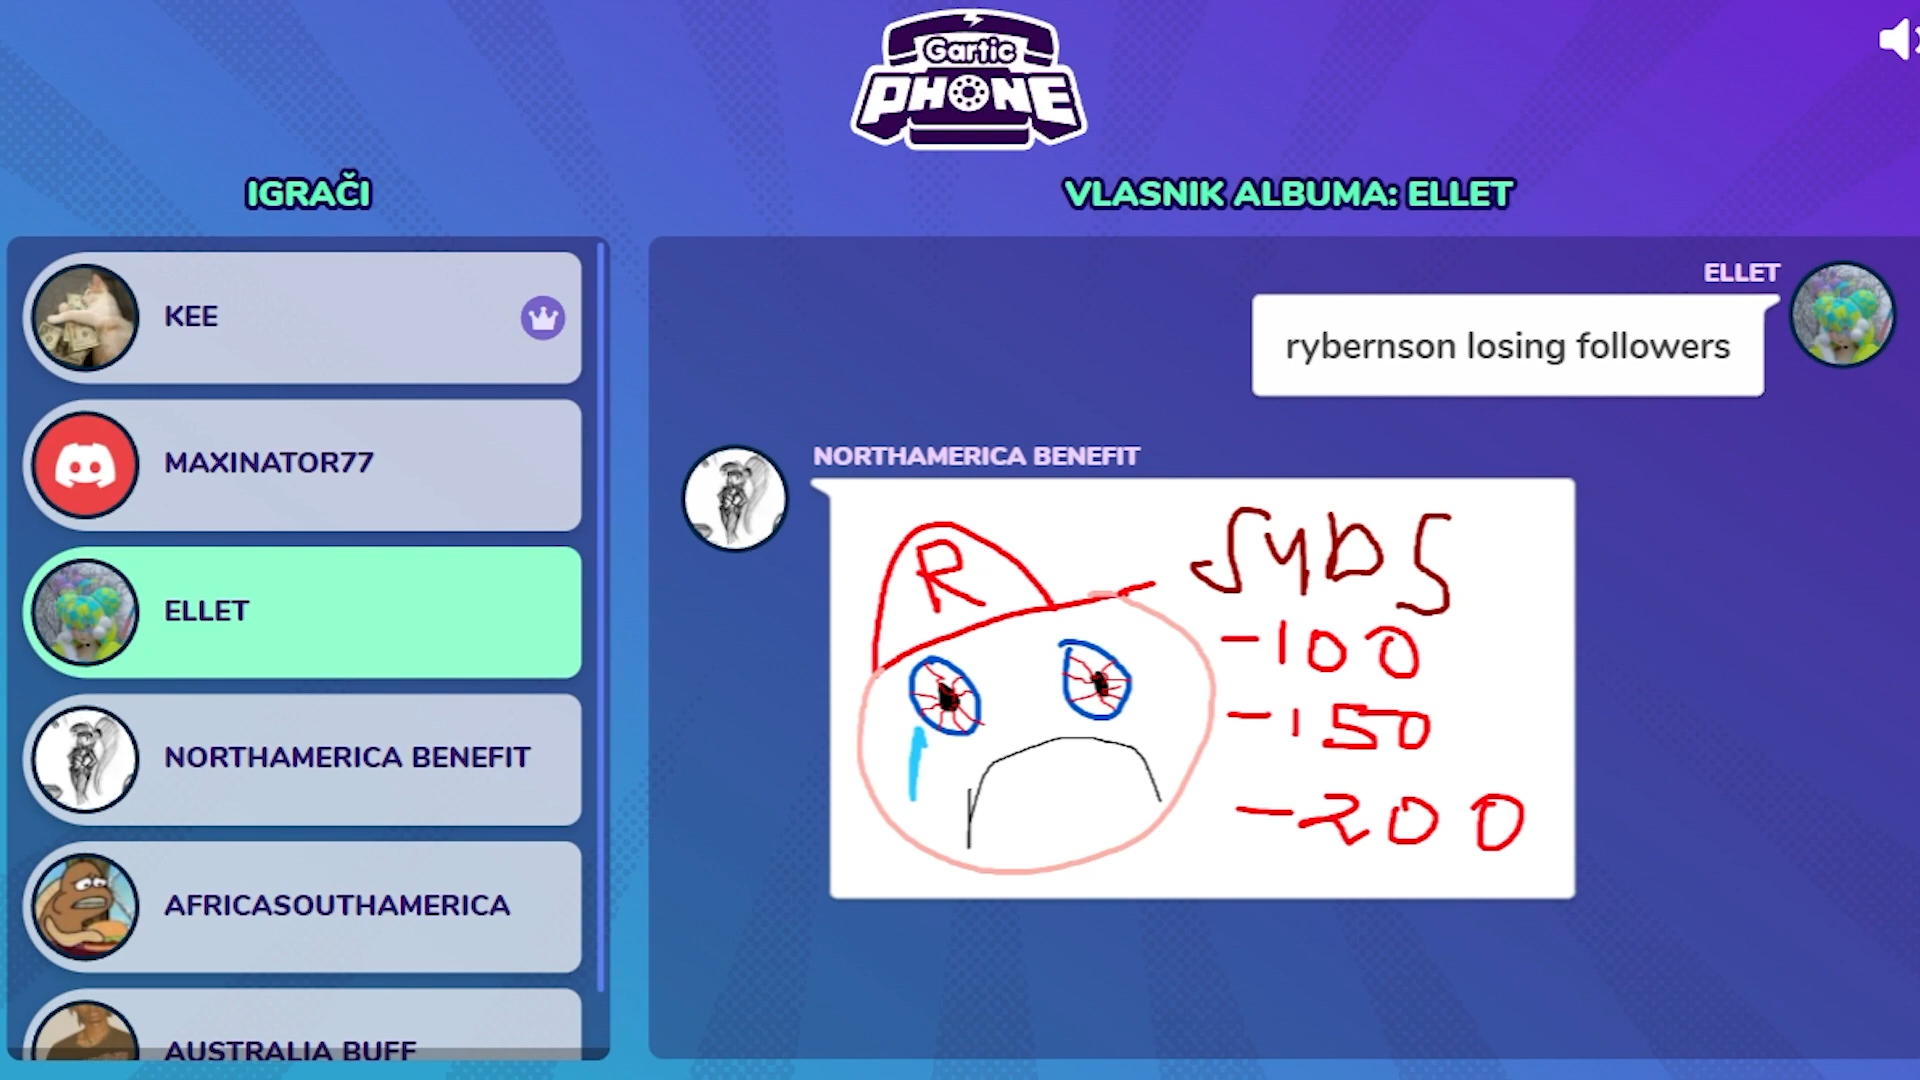 Gartic
PHONE
IGRAČI
VLASNIK ALBUMA: ELLET
KEE
MAXINATOR77
ELLET
NORTHAMERICA BENEFIT
AFRICASOUTHAMERICA
AUSTRALIA BUFF
ELLET
rybernson losing followers
NORTHAMERICA BENEFIT
R
SybS
-100
-150
-200